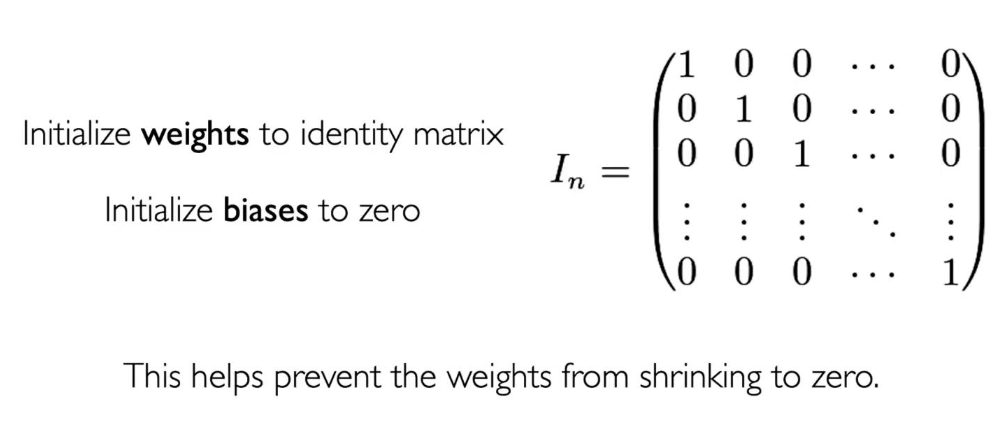 Initialize weights to identity matrix
Initialize biases to zero
Iₙ =
1 0 0 ⋯ 0
0 1 0 ⋯ 0
0 0 1 ⋯ 0
⋮ ⋮ ⋮ ⋱ ⋮
0 0 0 ⋯ 1
This helps prevent the weights from shrinking to zero.